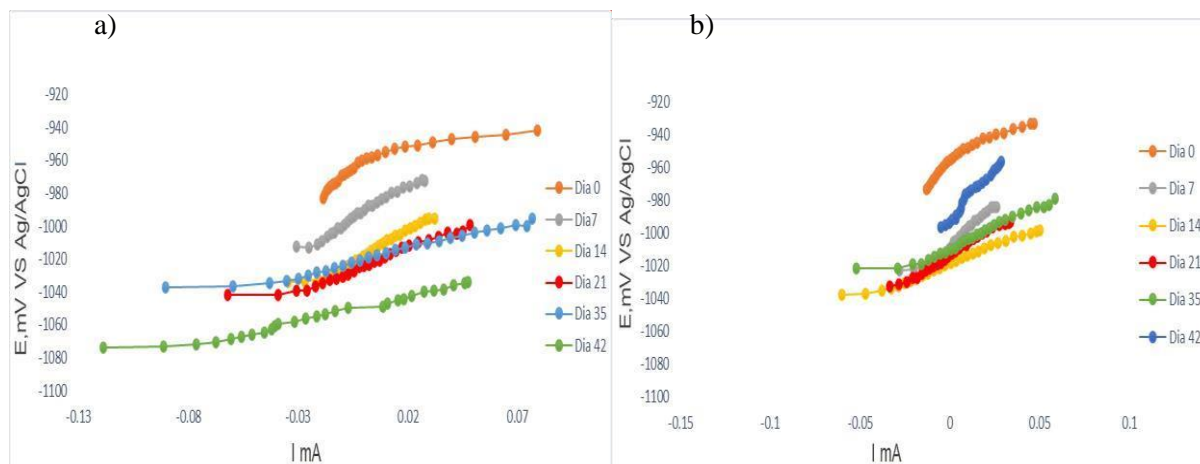 a)
-920
-940
-960
-980
-1000
-1020
-1040
-1060
-1080
-1100
E,mV VS Ag/AgCl
-0.13
-0.08
-0.03
0.02
0.07
I mA
Dia 0
Dia7
Dia 14
Dia 21
Dia 35
Dia 42
b)
-920
-940
-960
-980
-1000
-1020
-1040
-1060
-1080
-1100
E,mV VS Ag/AgCl
-0.15
-0.1
-0.05
0
0.05
0.1
I mA
Dia 0
Dia 7
Dia 14
Dia 21
Dia 35
Dia 42